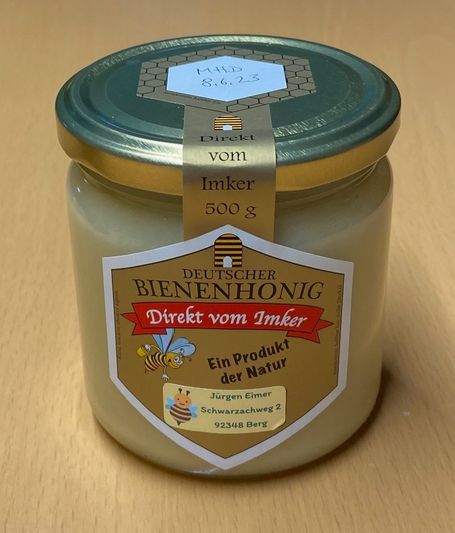 MHD
8.6.23
Direkt
vom
Imker
500 g
DEUTSCHER
BIENENHONIG
Direkt vom Imker
Ein Produkt
der Natur
Jürgen Eimer
Schwarzachweg 2
92348 Berg